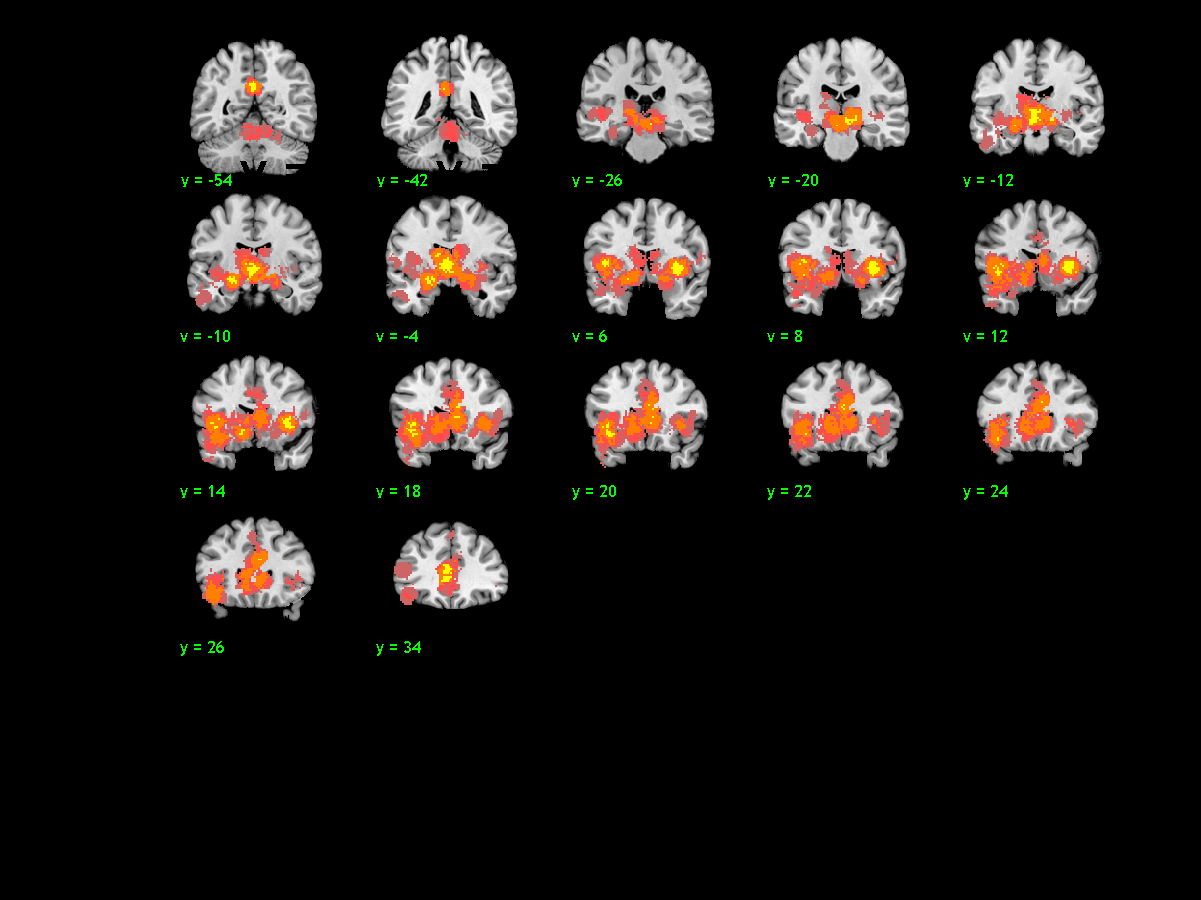 y = -54
y = -42
y = -26
y = -20
y = -12
y = -10
y = -4
y = 6
y = 8
y = 12
y = 14
y = 18
y = 20
y = 22
y = 24
y = 26
y = 34